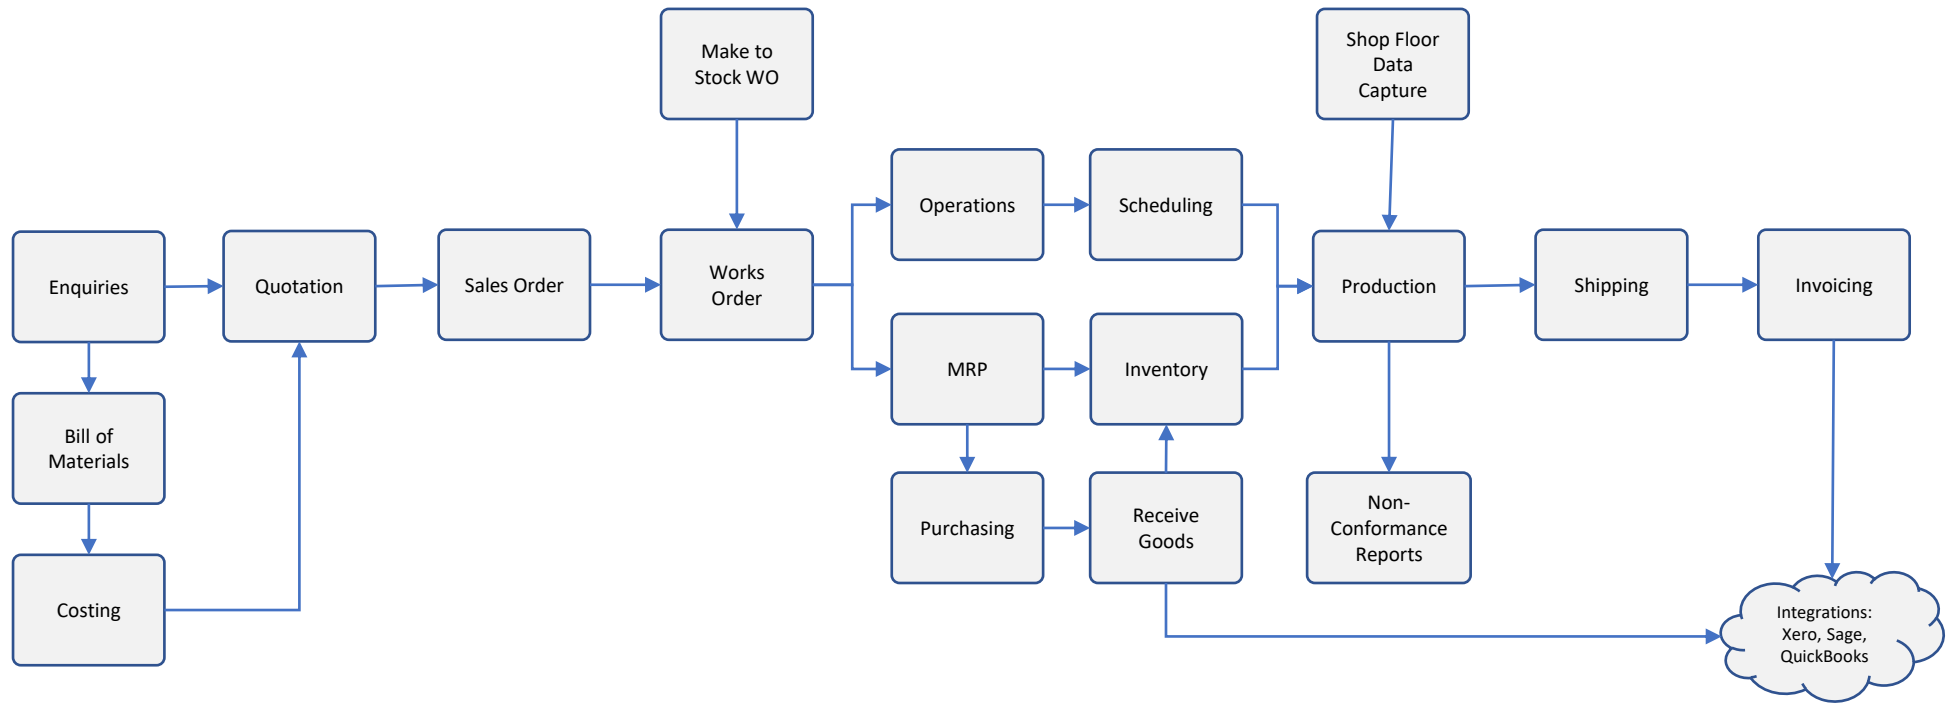 Make to
Stock WO
Shop Floor
Data
Capture
Operations
Scheduling
Enquiries
Quotation
Sales Order
Works
Order
Production
Shipping
Invoicing
MRP
Inventory
Bill of
Materials
Purchasing
Receive
Goods
Non-
Conformance
Reports
Costing
Integrations:
Xero, Sage,
QuickBooks